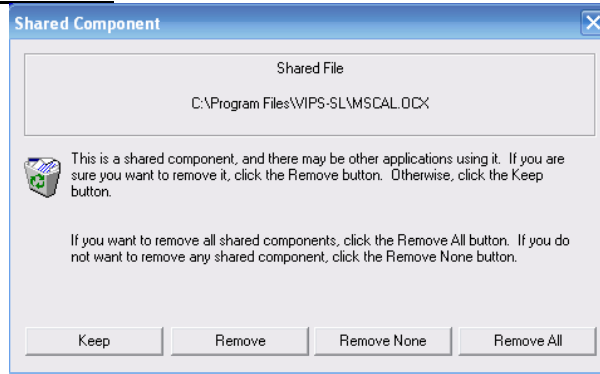 Shared Component
Shared File
C:\Program Files\VIPS-SL\MSCAL.OCX
This is a shared component, and there may be other applications using it. If you are
sure you want to remove it, click the Remove button. Otherwise, click the Keep
button.
If you want to remove all shared components, click the Remove All button. If you do
not want to remove any shared component, click the Remove None button.
Keep
Remove
Remove None
Remove All